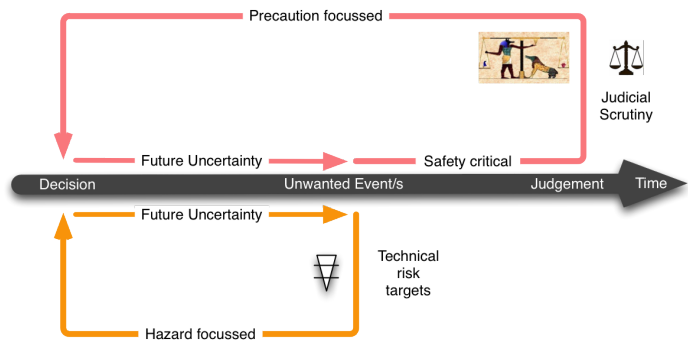 Precaution focussed
Judicial
Scrutiny
Future Uncertainty
Safety critical
Decision
Unwanted Event/s
Judgement
Time
Future Uncertainty
Technical
risk
targets
Hazard focussed